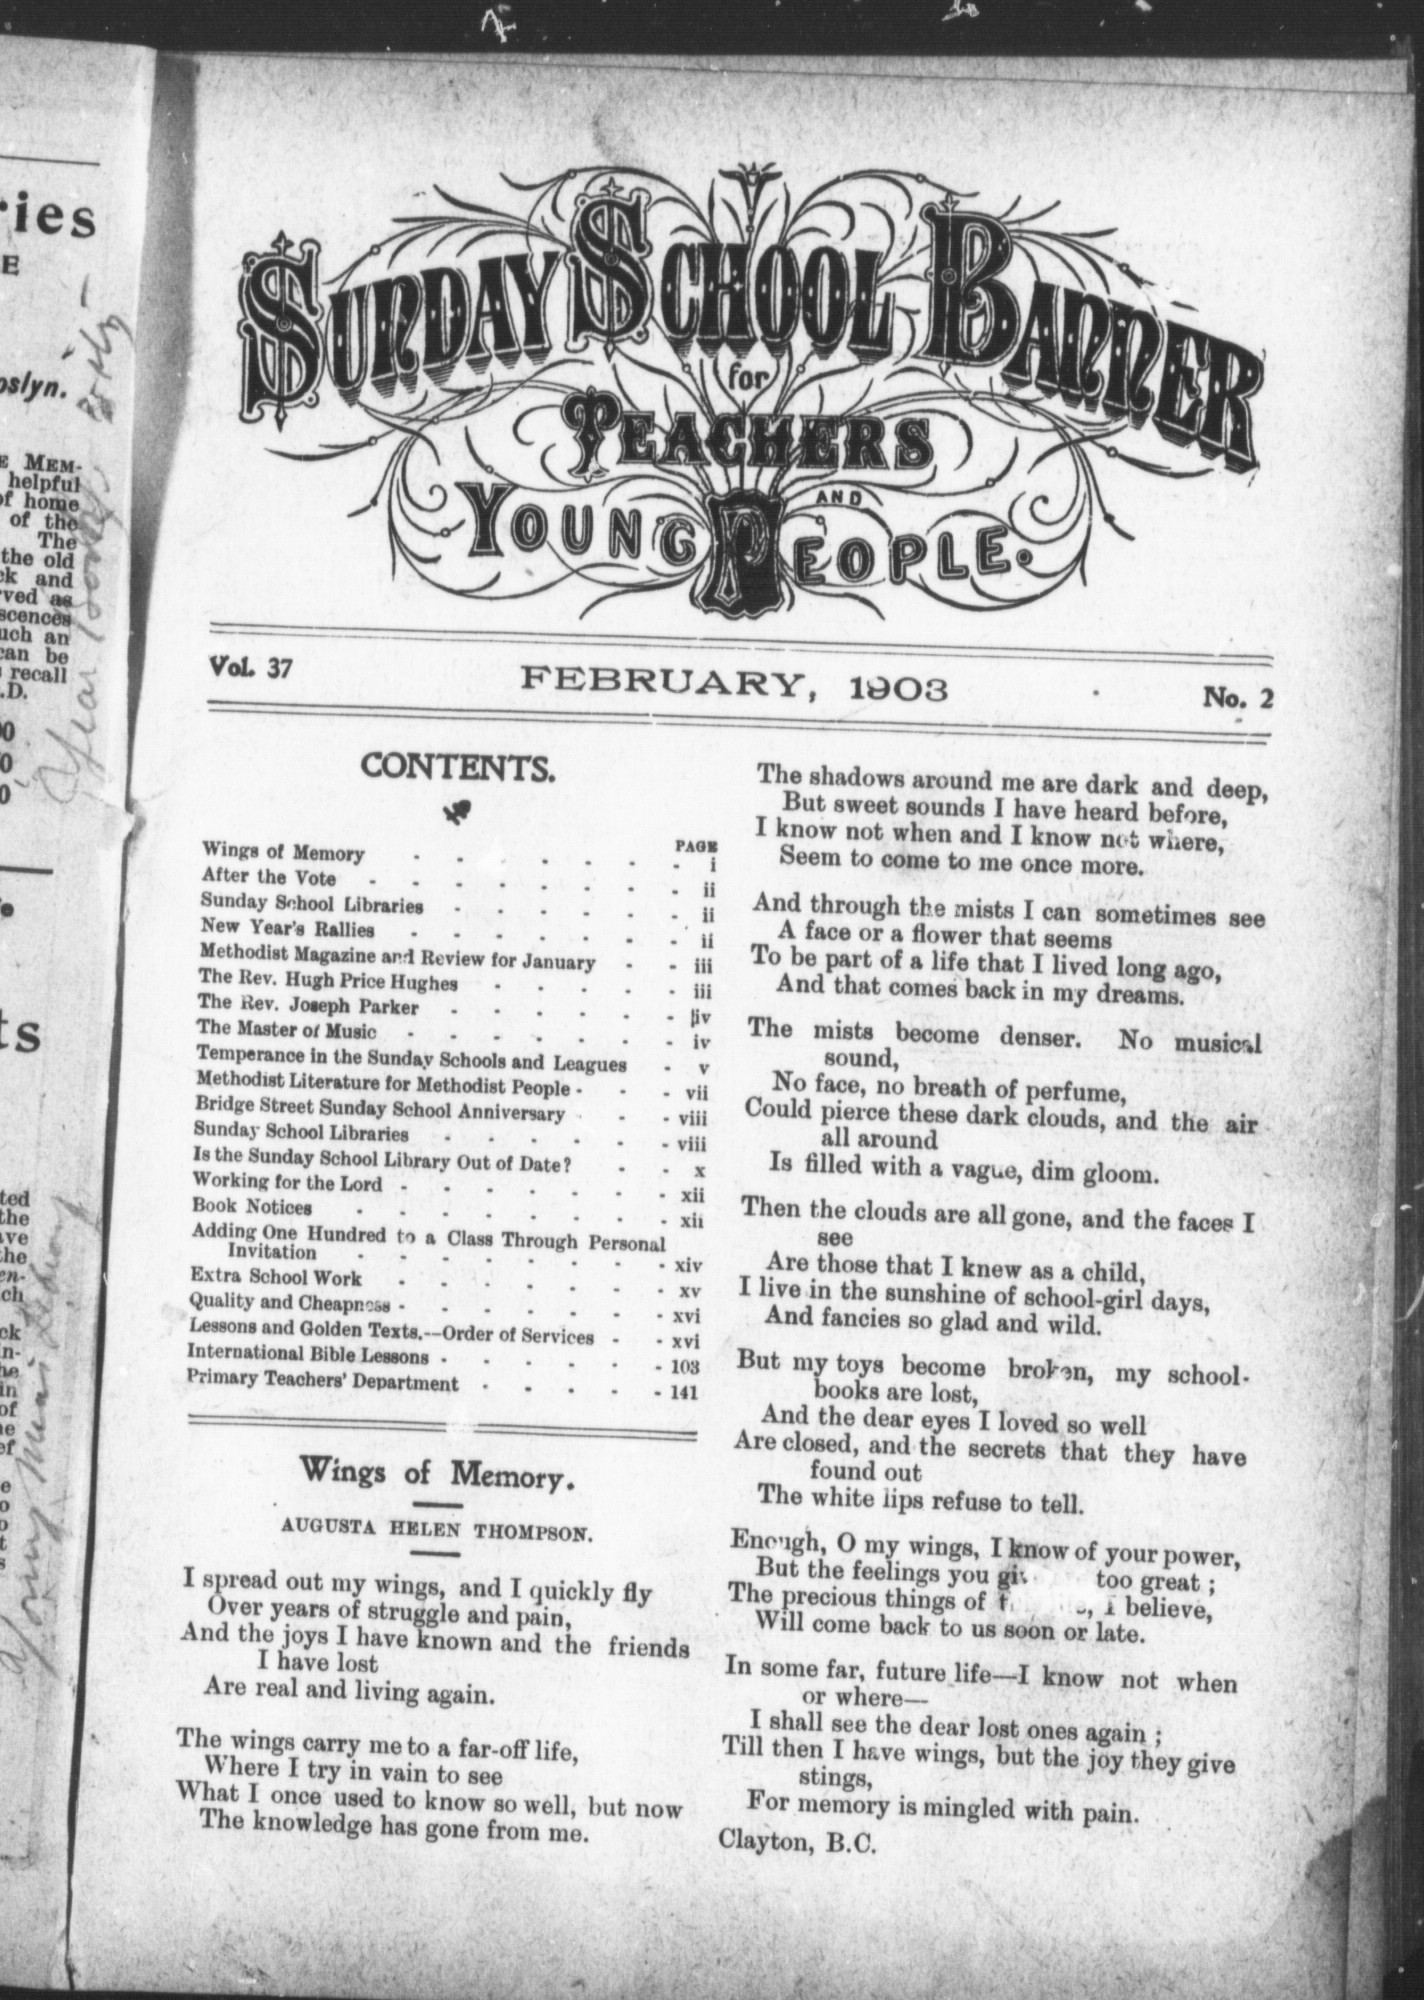 SUNDAY SCHOOL BANNER
for
TEACHERS
AND
YOUNG PEOPLE.
Vol. 37
FEBRUARY, 1903
No. 2
CONTENTS.
PAGE
Wings of Memory - - - - - - - i
After the Vote - - - - - - - - ii
Sunday School Libraries - - - - - - ii
New Year's Rallies - - - - - - - ii
Methodist Magazine and Review for January - - iii
The Rev. Hugh Price Hughes - - - - - iii
The Rev. Joseph Parker - - - - - - iv
The Master of Music - - - - - - - iv
Temperance in the Sunday Schools and Leagues - v
Methodist Literature for Methodist People - - - vii
Bridge Street Sunday School Anniversary - - viii
Sunday School Libraries - - - - - - viii
Is the Sunday School Library Out of Date? - - x
Working for the Lord - - - - - - - xii
Book Notices - - - - - - - - xii
Adding One Hundred to a Class Through Personal
Invitation - - - - - - - - xiv
Extra School Work - - - - - - - xv
Quality and Cheapness - - - - - - - xvi
Lessons and Golden Texts.--Order of Services - - xvi
International Bible Lessons - - - - - - 103
Primary Teachers' Department - - - - - 141
Wings of Memory.
AUGUSTA HELEN THOMPSON.
I spread out my wings, and I quickly fly
Over years of struggle and pain,
And the joys I have known and the friends
I have lost
Are real and living again.
The wings carry me to a far-off life,
Where I try in vain to see
What I once used to know so well, but now
The knowledge has gone from me.
The shadows around me are dark and deep,
But sweet sounds I have heard before,
I know not when and I know not where,
Seem to come to me once more.
And through the mists I can sometimes see
A face or a flower that seems
To be part of a life that I lived long ago,
And that comes back in my dreams.
The mists become denser. No musical
sound,
No face, no breath of perfume,
Could pierce these dark clouds, and the air
all around
Is filled with a vague, dim gloom.
Then the clouds are all gone, and the faces I
see
Are those that I knew as a child,
I live in the sunshine of school-girl days,
And fancies so glad and wild.
But my toys become broken, my school-
books are lost,
And the dear eyes I loved so well
Are closed, and the secrets that they have
found out
The white lips refuse to tell.
Enough, O my wings, I know of your power,
But the feelings you too great ;
The precious things of I believe,
Will come back to us soon or late.
In some far, future life—I know not when
or where—
I shall see the dear lost ones again ;
Till then I have wings, but the joy they give
stings,
For memory is mingled with pain.
Clayton, B.C.